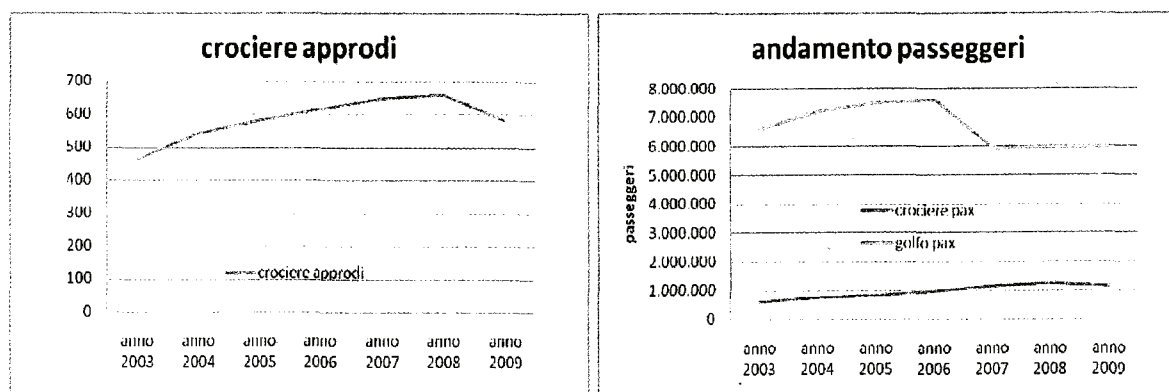 crociere approdi
700
600
500
400
300
200
100
0
crociere approdi
anno anno anno anno anno anno anno
2003 2004 2005 2006 2007 2008 2009
andamento passeggeri
passeggeri
8.000.000
7.000.000
6.000.000
5.000.000
4.000.000
3.000.000
2.000.000
1.000.000
0
crociere pax
golfo pax
anno anno anno anno anno anno anno
2003 2004 2005 2006 2007 2008 2009